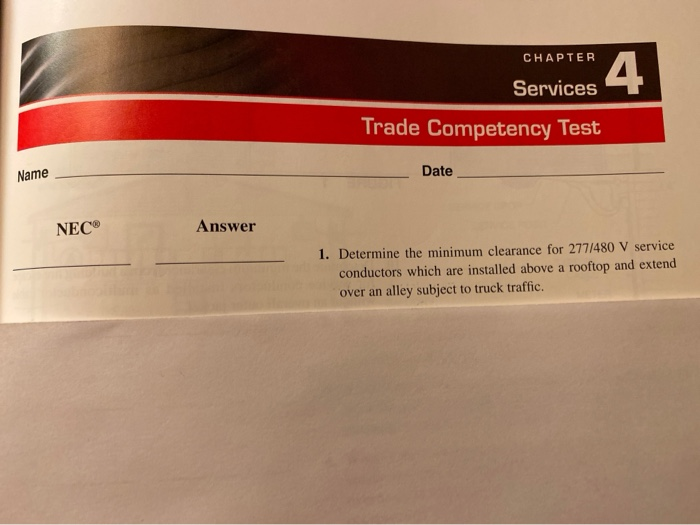 CHAPTER 4
Services
Trade Competency Test
Name Date
NEC® Answer
1. Determine the minimum clearance for 277/480 V service
conductors which are installed above a rooftop and extend
over an alley subject to truck traffic.